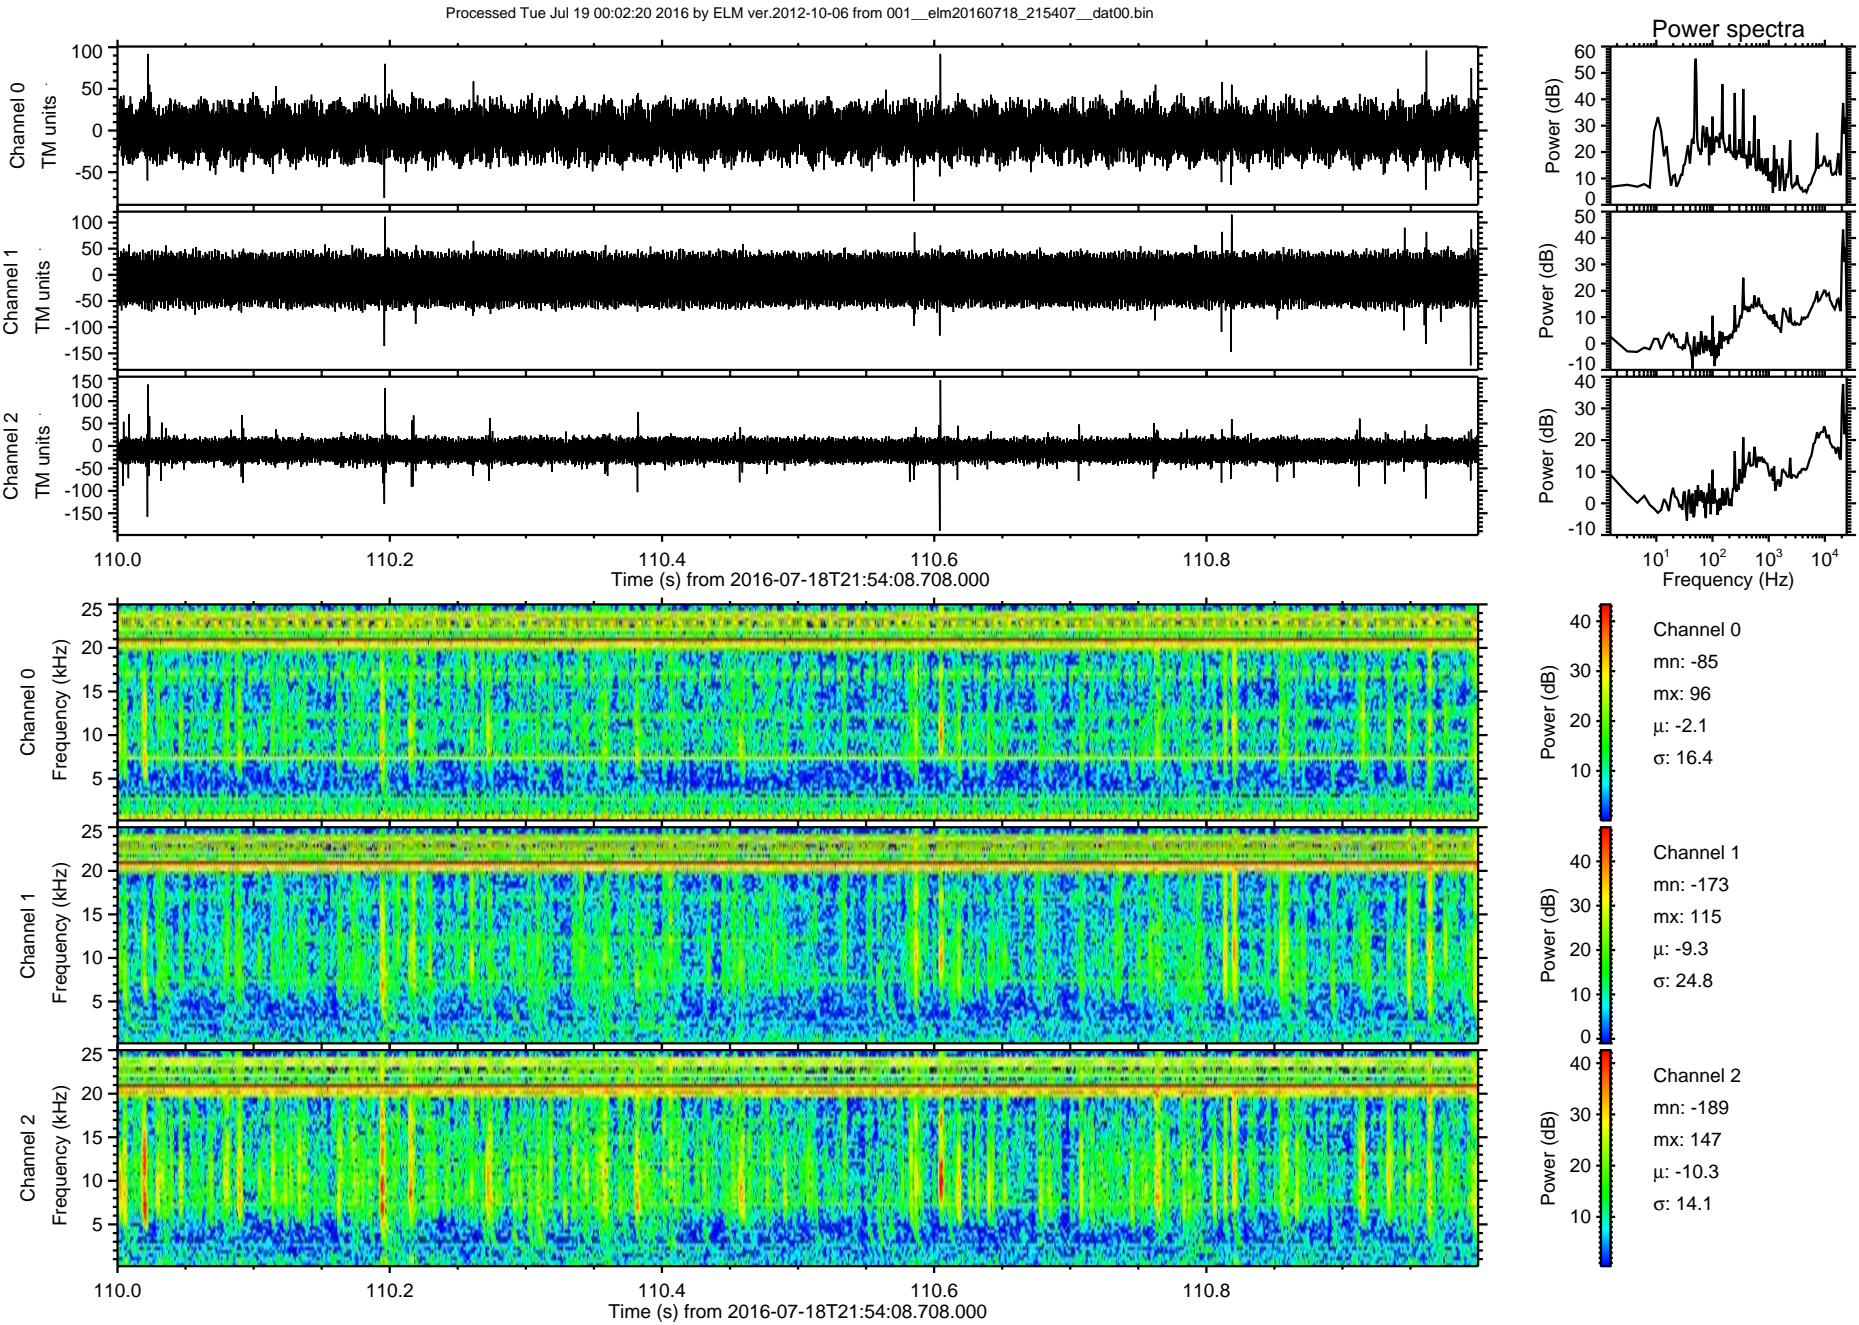 Processed Tue Jul 19 00:02:20 2016 by ELM ver.2012-10-06 from 001__elm20160718_215407__dat00.bin
Power spectra
Channel 0
TM units
100
50
0
-50
Power (dB)
60
50
40
30
20
10
0
Channel 1
TM units
100
50
0
-50
-100
-150
Power (dB)
50
40
30
20
10
0
-10
Channel 2
TM units
150
100
50
0
-50
-100
-150
Power (dB)
40
30
20
10
0
-10
110.0 110.2 110.4 110.6 110.8
Time (s) from 2016-07-18T21:54:08.708.000
10^1 10^2 10^3 10^4
Frequency (Hz)
Channel 0
Frequency (kHz)
25
20
15
10
5
Power (dB)
40
30
20
10
Channel 0
mn: -85
mx: 96
μ: -2.1
σ: 16.4
Channel 1
Frequency (kHz)
25
20
15
10
5
Power (dB)
40
30
20
10
0
Channel 1
mn: -173
mx: 115
μ: -9.3
σ: 24.8
Channel 2
Frequency (kHz)
25
20
15
10
5
Power (dB)
40
30
20
10
Channel 2
mn: -189
mx: 147
μ: -10.3
σ: 14.1
110.0 110.2 110.4 110.6 110.8
Time (s) from 2016-07-18T21:54:08.708.000